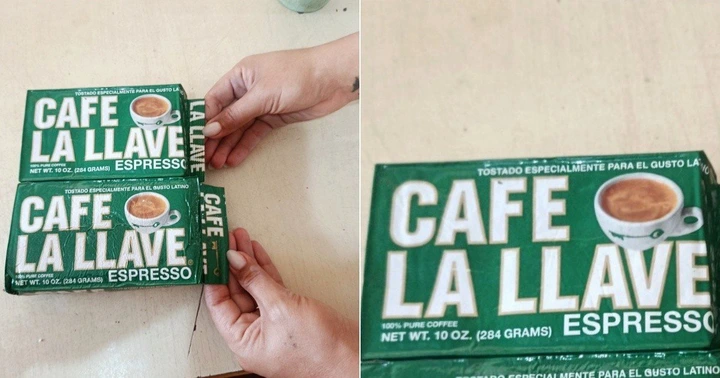 TOSTADO ESPECIALMENTE PARA EL GUSTO LA
CAFE
LA LLAVE
100% PURE COFFEE
NET WT. 10 OZ. (284 GRAMS)
ESPRESSO
LA LLAVE
TOSTADO ESPECIALMENTE PARA EL GUSTO LATINO
CAFE
LA LLAVE
100% PURE COFFEE
NET WT. 10 OZ. (284 GRAMS)
ESPRESSO
CAFE
TOSTADO ESPECIALMENTE PARA EL GUSTO LA
CAFE
LA LLAVE
100% PURE COFFEE
NET WT. 10 OZ. (284 GRAMS)
ESPRESSO
ESPECIALMENTE PARA EL GUSTO LATINO